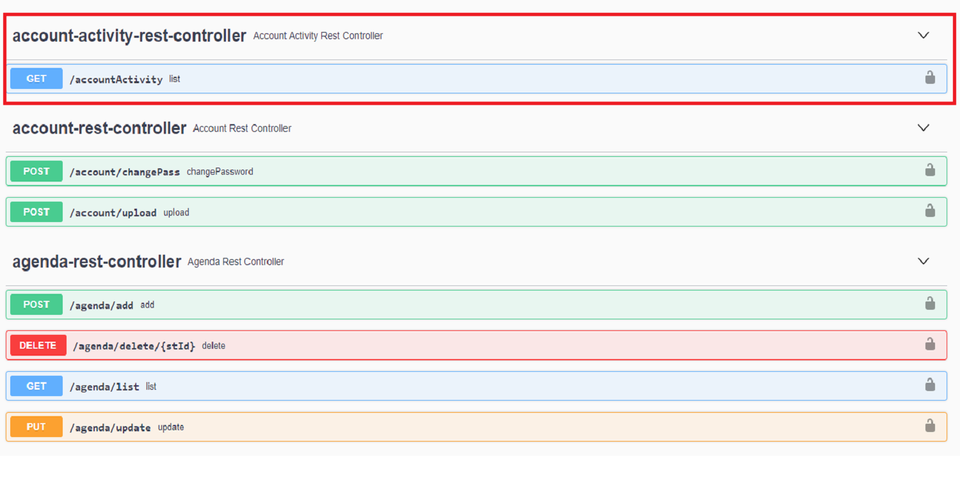 account-activity-rest-controller Account Activity Rest Controller
GET /accountActivity list
account-rest-controller Account Rest Controller
POST /account/changePass changePassword
POST /account/upload upload
agenda-rest-controller Agenda Rest Controller
POST /agenda/add add
DELETE /agenda/delete/{stId} delete
GET /agenda/list list
PUT /agenda/update update